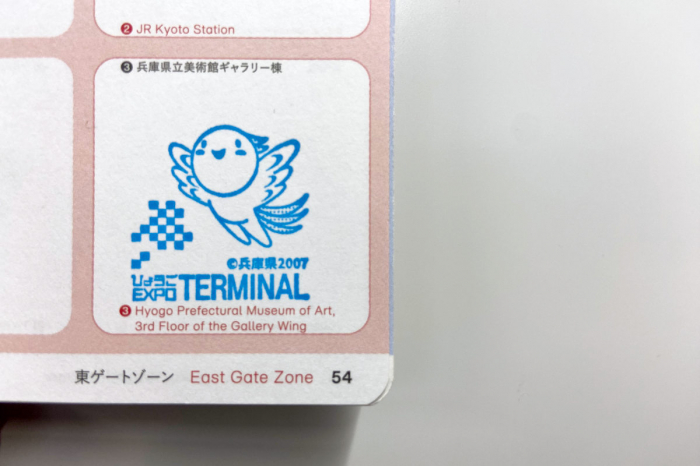 ❷ JR Kyoto Station
❸ 兵庫県立美術館ギャラリー棟
©兵庫県2007
ひょうご
EXPO TERMINAL
❸ Hyogo Prefectural Museum of Art,
3rd Floor of the Gallery Wing
東ゲートゾーン East Gate Zone 54